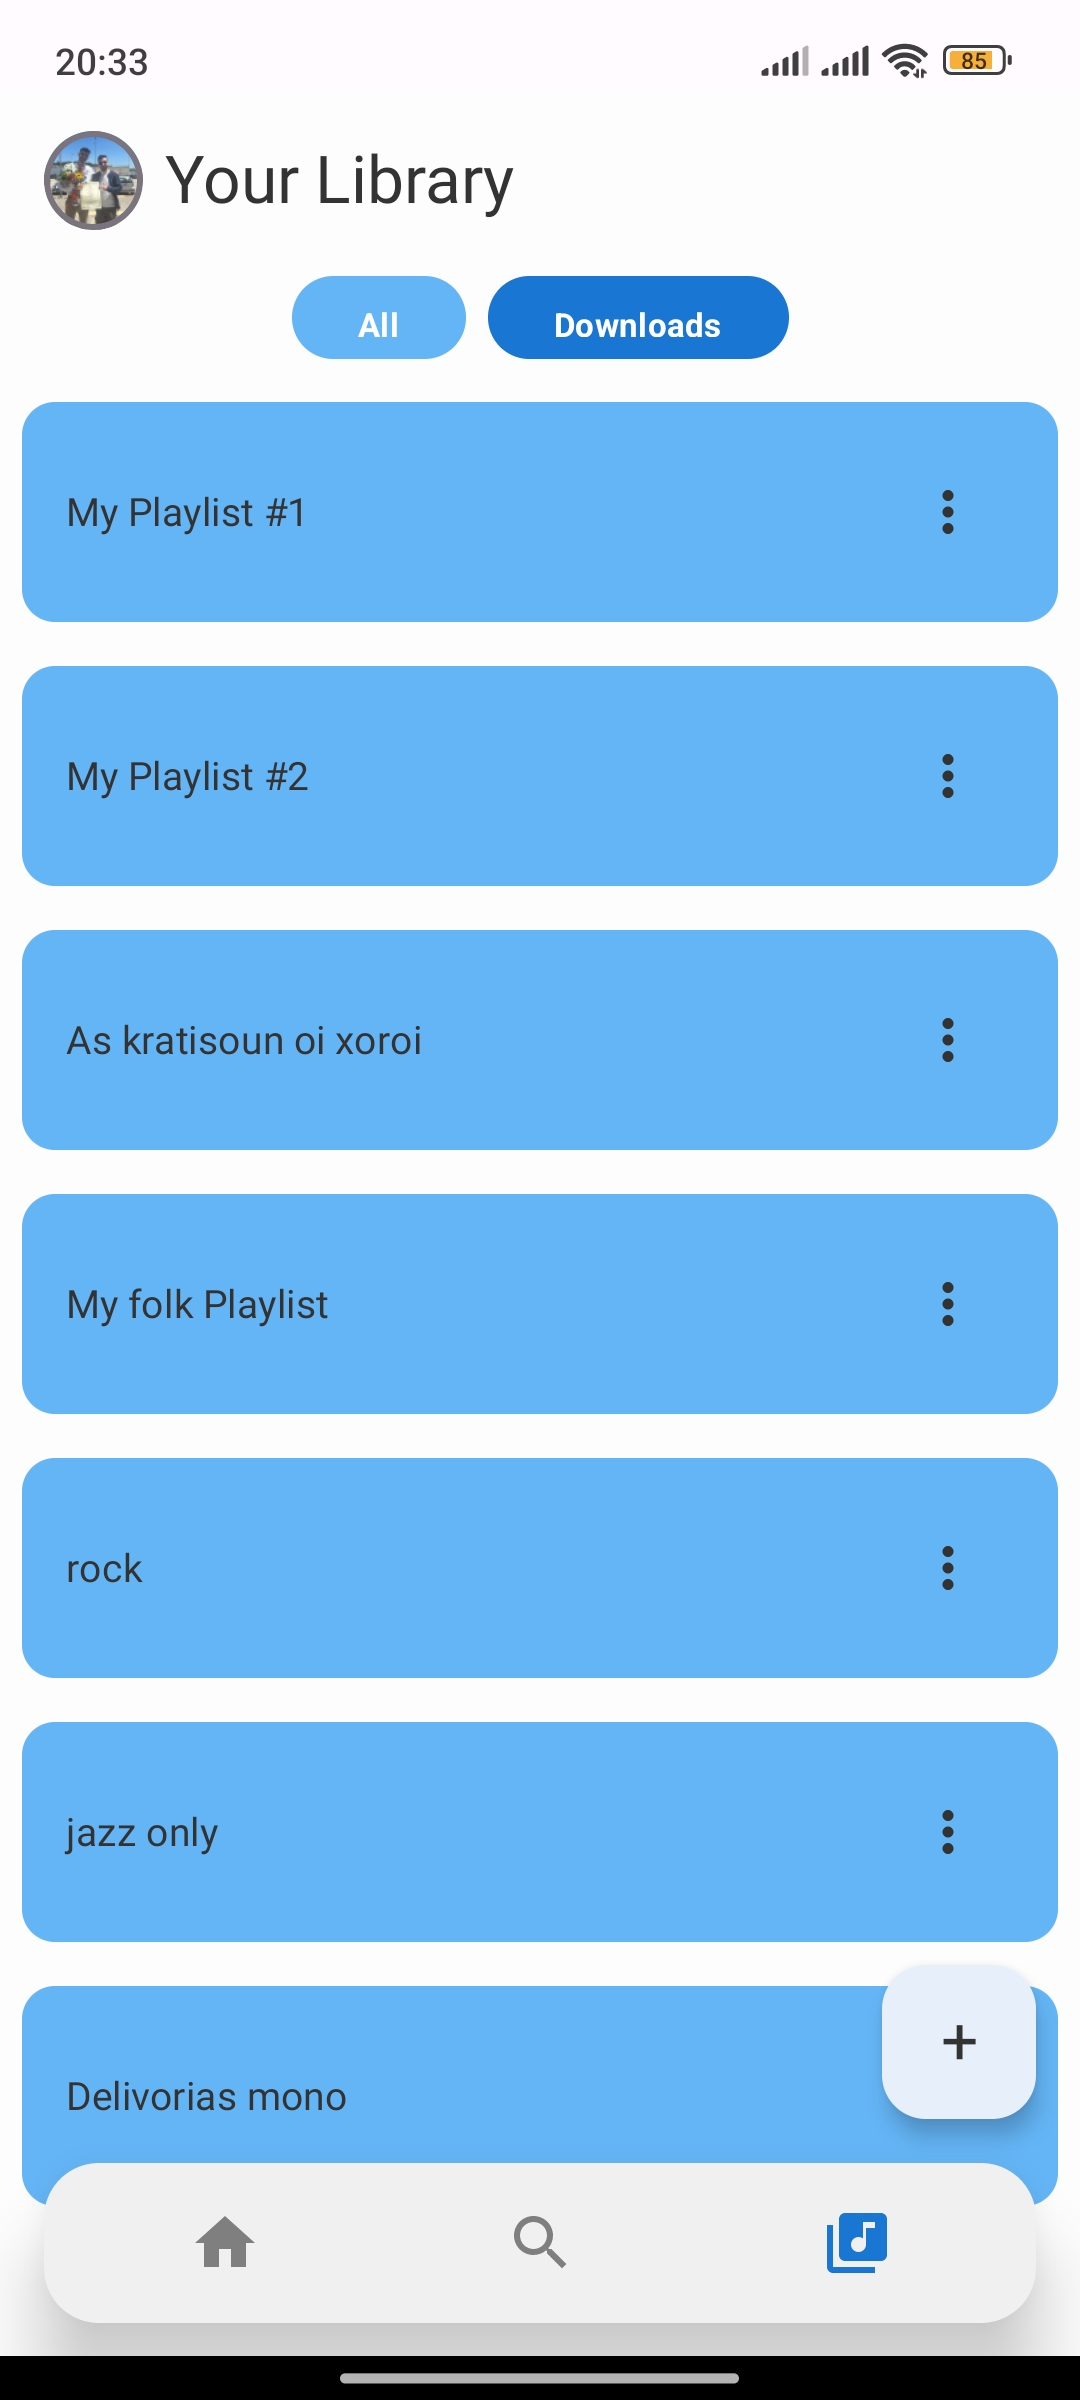 20:33
85
Your Library
All
Downloads
My Playlist #1
My Playlist #2
As kratisoun oi xoroi
My folk Playlist
rock
jazz only
Delivorias mono